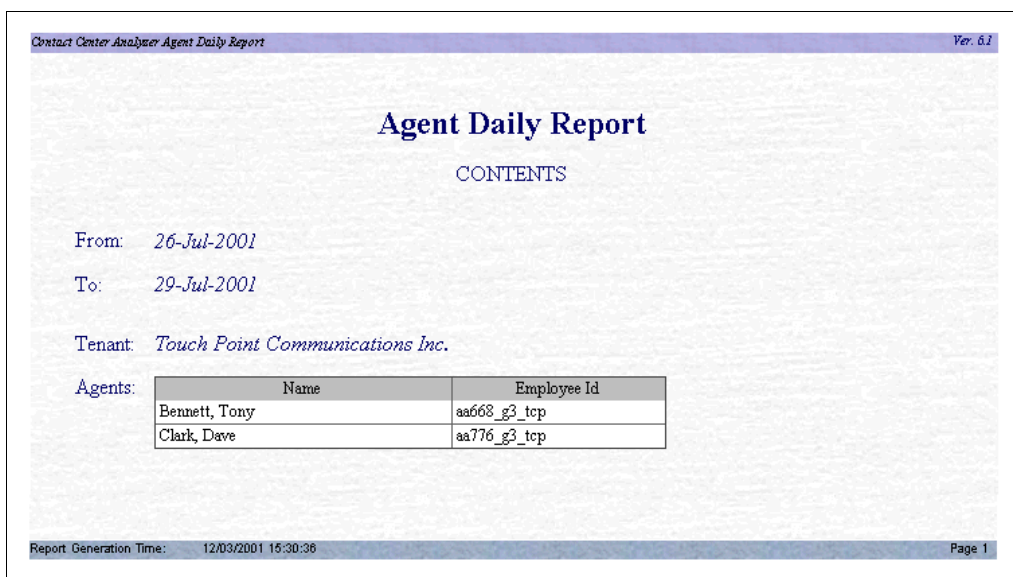 Contact Center Analyzer Agent Daily Report Ver. 6.1
Agent Daily Report
CONTENTS
From: 26-Jul-2001
To: 29-Jul-2001
Tenant: Touch Point Communications Inc.
Agents: Name Employee Id
Bennett, Tony aa668_g3_tcp
Clark, Dave aa776_g3_tcp
Report Generation Time: 12/03/2001 15:30:36 Page 1